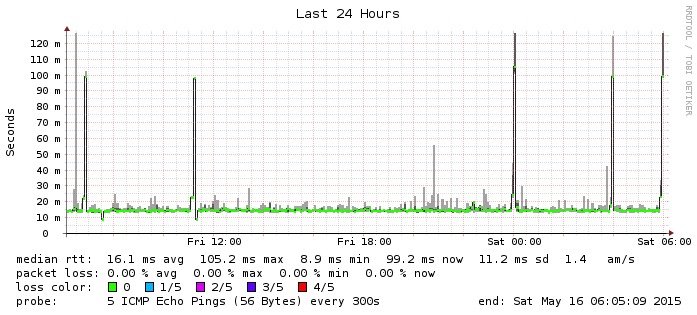 Last 24 Hours
RRDTOOL / TOBI OETIKER
Seconds
120 m
110 m
100 m
90 m
80 m
70 m
60 m
50 m
40 m
30 m
20 m
10 m
0
Fri 12:00 Fri 18:00 Sat 00:00 Sat 06:00
median rtt: 16.1 ms avg 105.2 ms max 8.9 ms min 99.2 ms now 11.2 ms sd 1.4 am/s
packet loss: 0.00 % avg 0.00 % max 0.00 % min 0.00 % now
loss color: 0 1/5 2/5 3/5 4/5
probe: 5 ICMP Echo Pings (56 Bytes) every 300s end: Sat May 16 06:05:09 2015